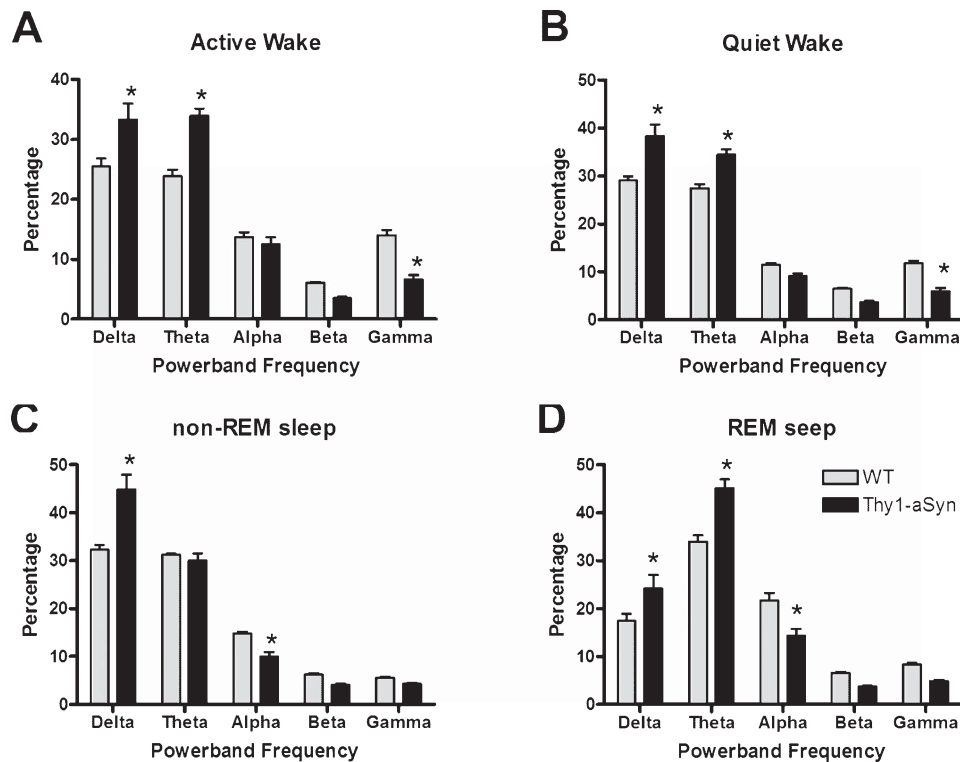 A
Active Wake
40
30
20
10
0
Percentage
*
*
*
Delta Theta Alpha Beta Gamma
Powerband Frequency
B
Quiet Wake
50
40
30
20
10
0
Percentage
*
*
*
Delta Theta Alpha Beta Gamma
Powerband Frequency
C
non-REM sleep
50
40
30
20
10
0
Percentage
*
*
Delta Theta Alpha Beta Gamma
Powerband Frequency
D
REM seep
50
40
30
20
10
0
Percentage
*
*
*
WT
Thy1-aSyn
Delta Theta Alpha Beta Gamma
Powerband Frequency